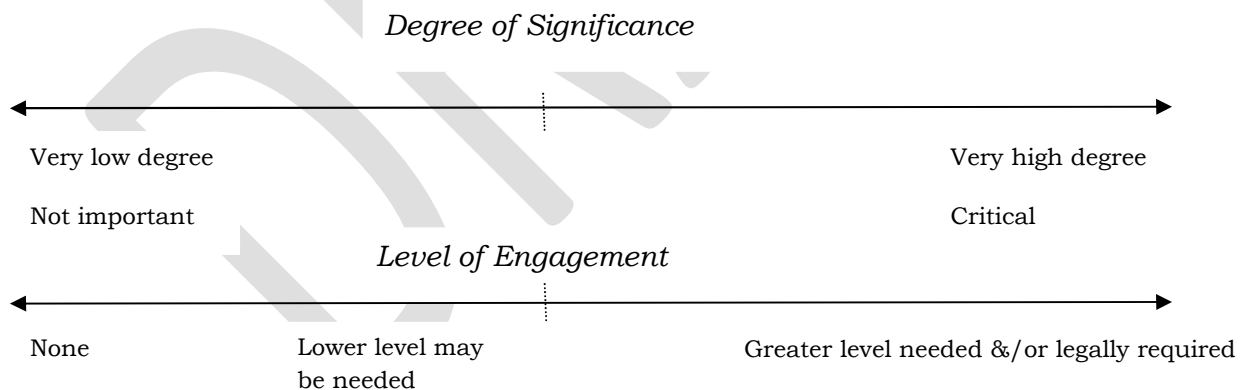 Degree of Significance
Very low degree
Very high degree
Not important
Critical
Level of Engagement
None
Lower level may
be needed
Greater level needed &/or legally required